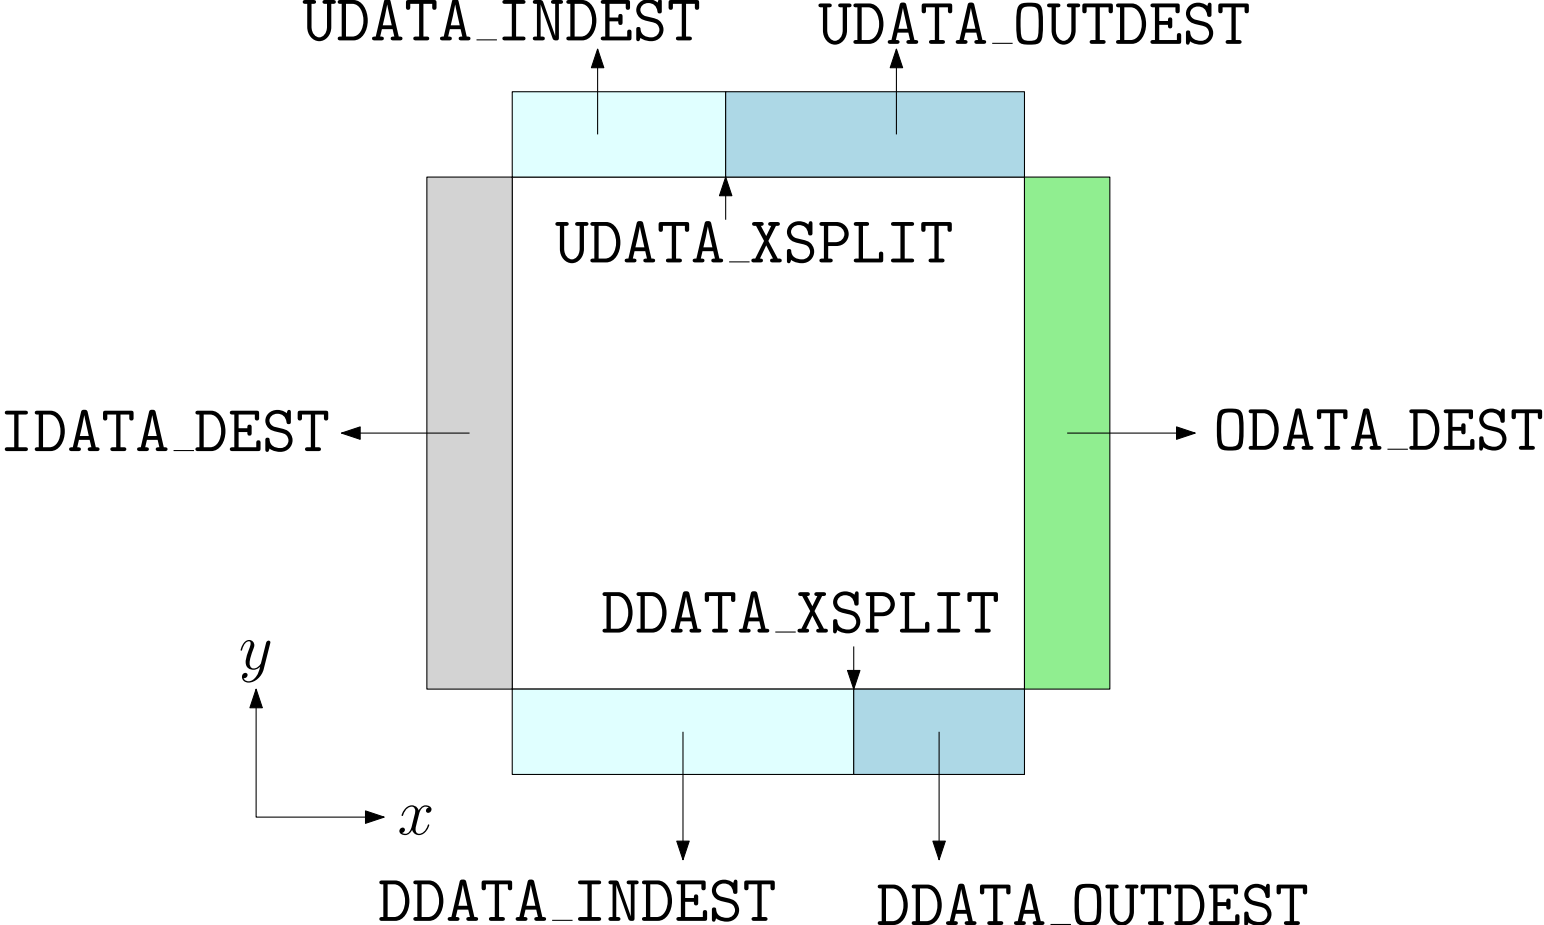 UDATA_INDEST
UDATA_OUTDEST
UDATA_XSPLIT
IDATA_DEST
ODATA_DEST
DDATA_XSPLIT
y
x
DDATA_INDEST
DDATA_OUTDEST